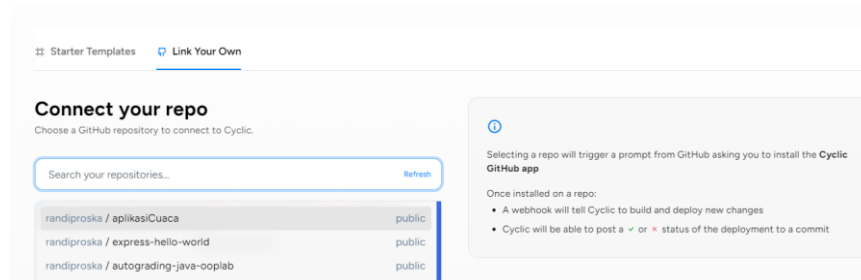 Starter Templates Link Your Own
Connect your repo
Choose a GitHub repository to connect to Cyclic.
Search your repositories... Refresh
randiproska / aplikasiCuaca public
randiproska / express-hello-world public
randiproska / autograding-java-ooplab public
Selecting a repo will trigger a prompt from GitHub asking you to install the Cyclic
GitHub app
Once installed on a repo:
• A webhook will tell Cyclic to build and deploy new changes
• Cyclic will be able to post a ✓ or × status of the deployment to a commit